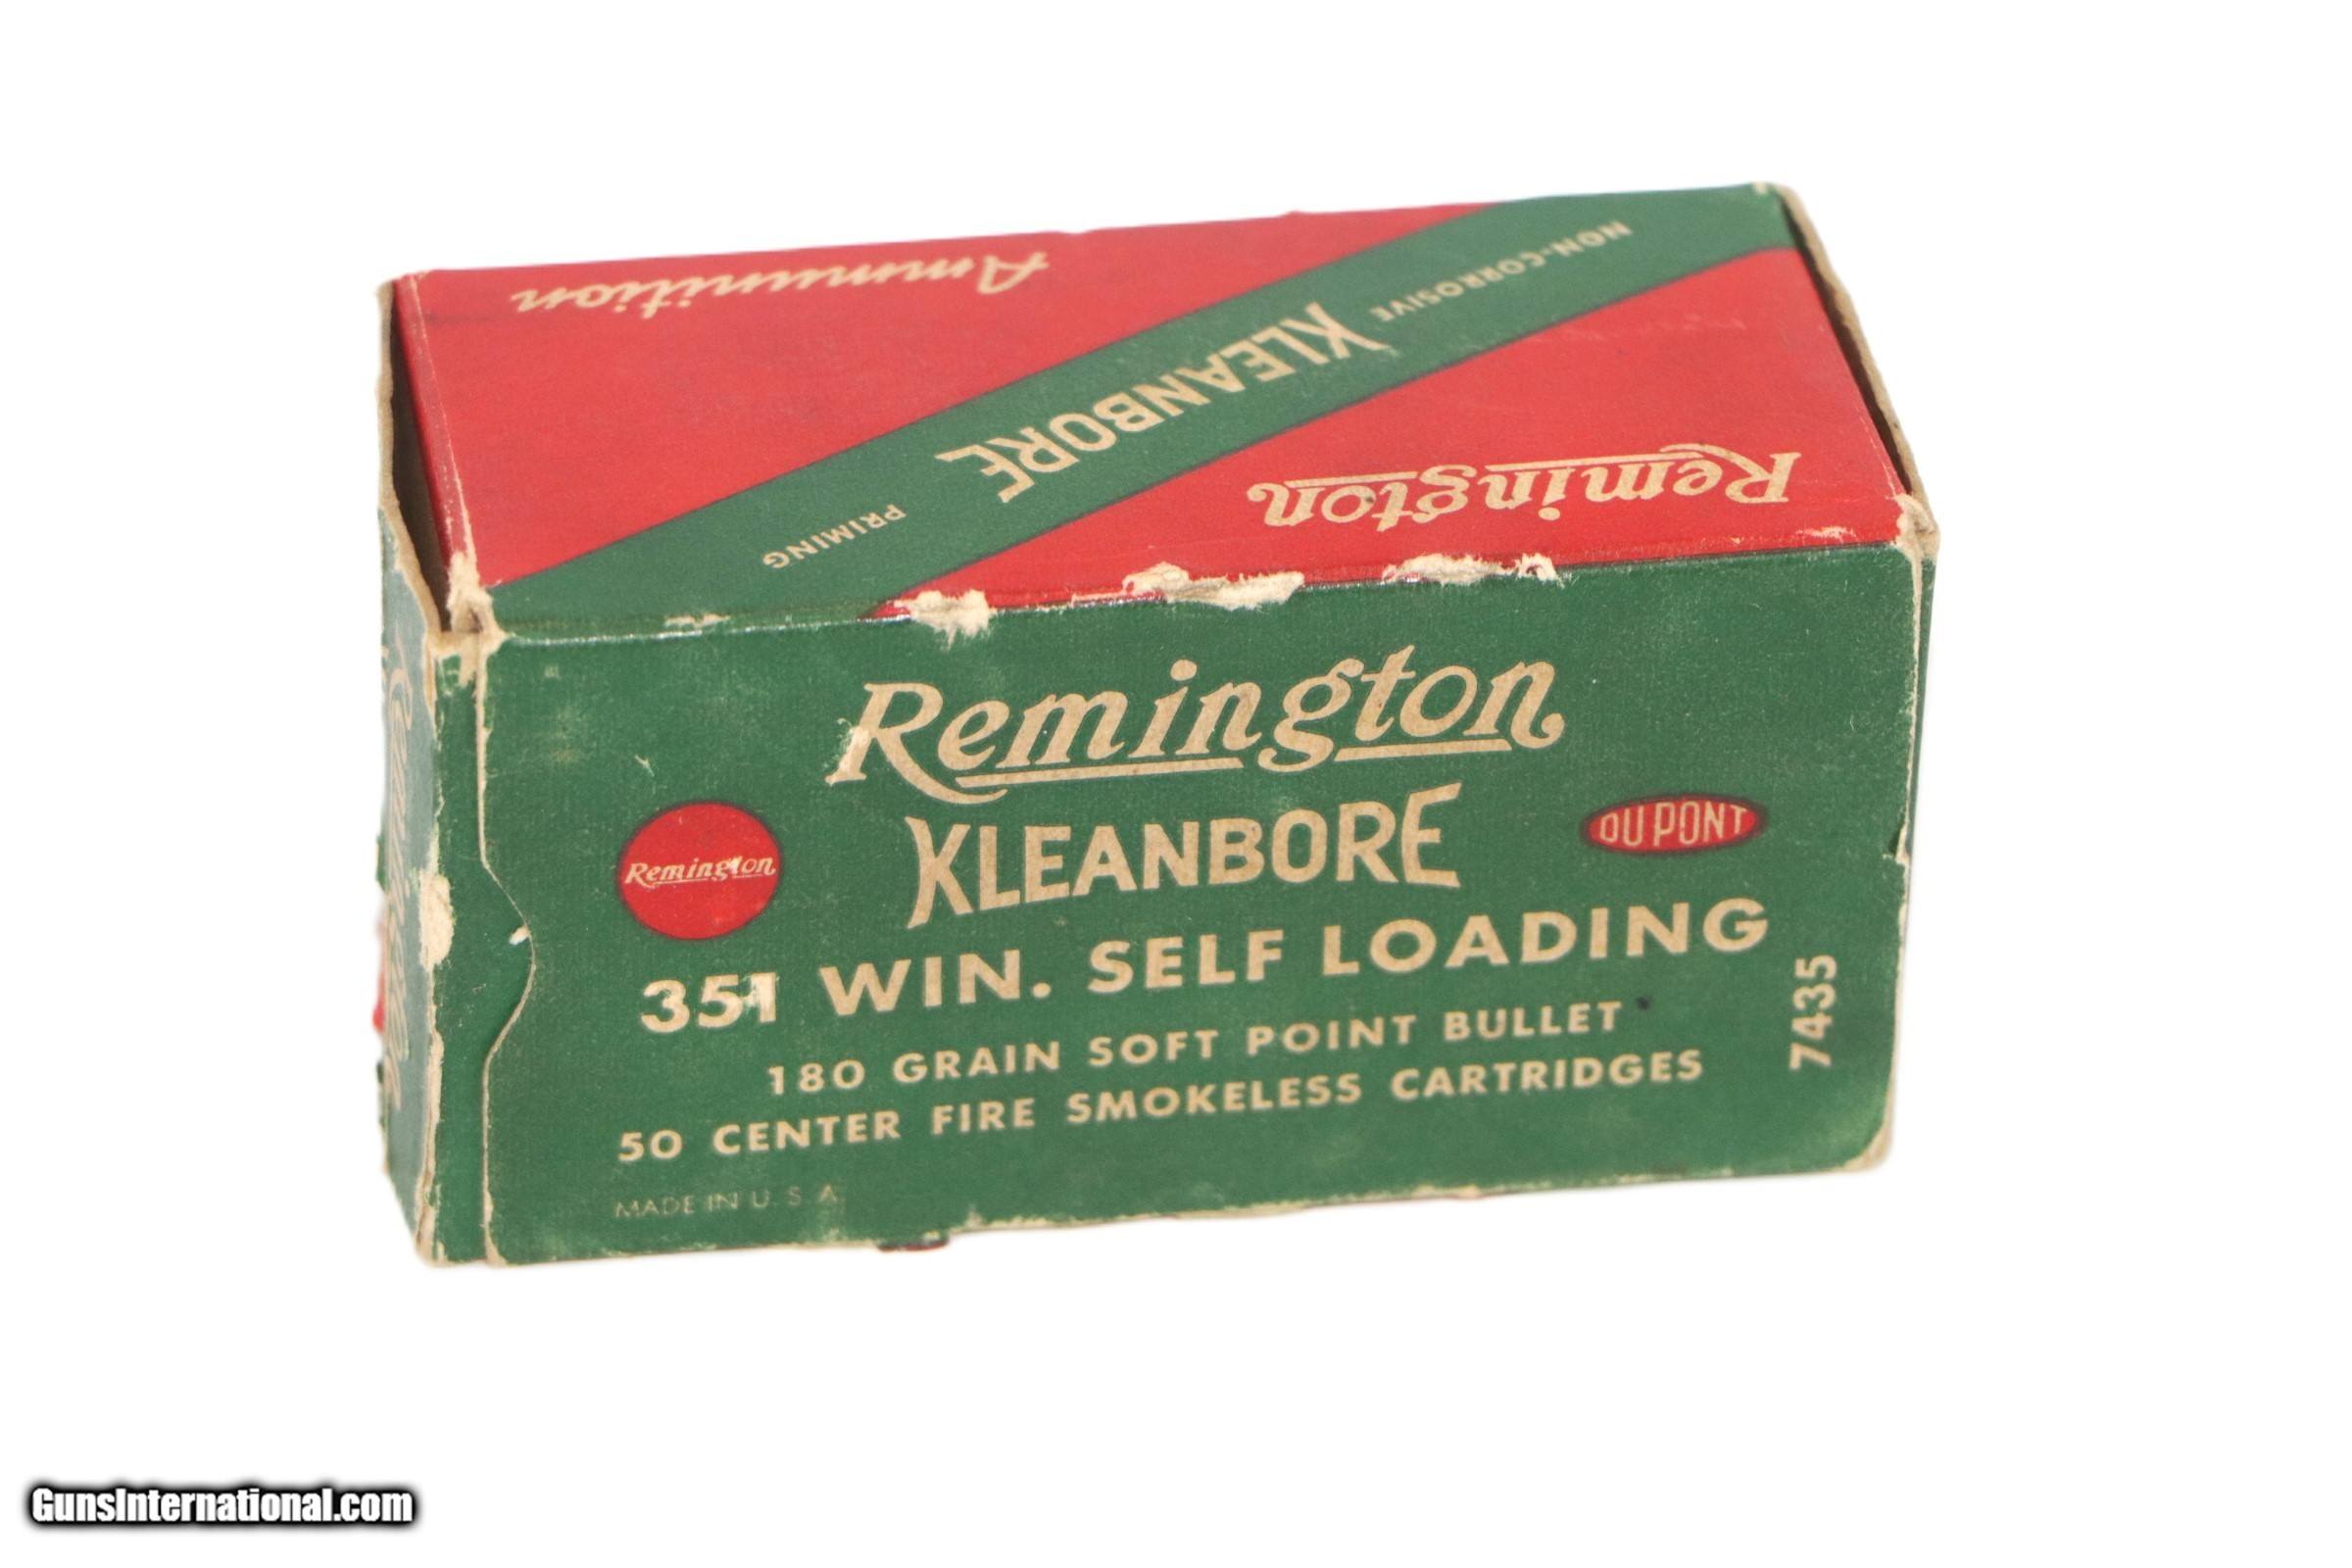 Ammunition
NON-CORROSIVE
KLEANBORE
PRIMING
Remington
Remington
KLEANBORE
Remington
DU PONT
351 WIN. SELF LOADING
180 GRAIN SOFT POINT BULLET
50 CENTER FIRE SMOKELESS CARTRIDGES
7435
MADE IN U. S. A.
GunsInternational.com